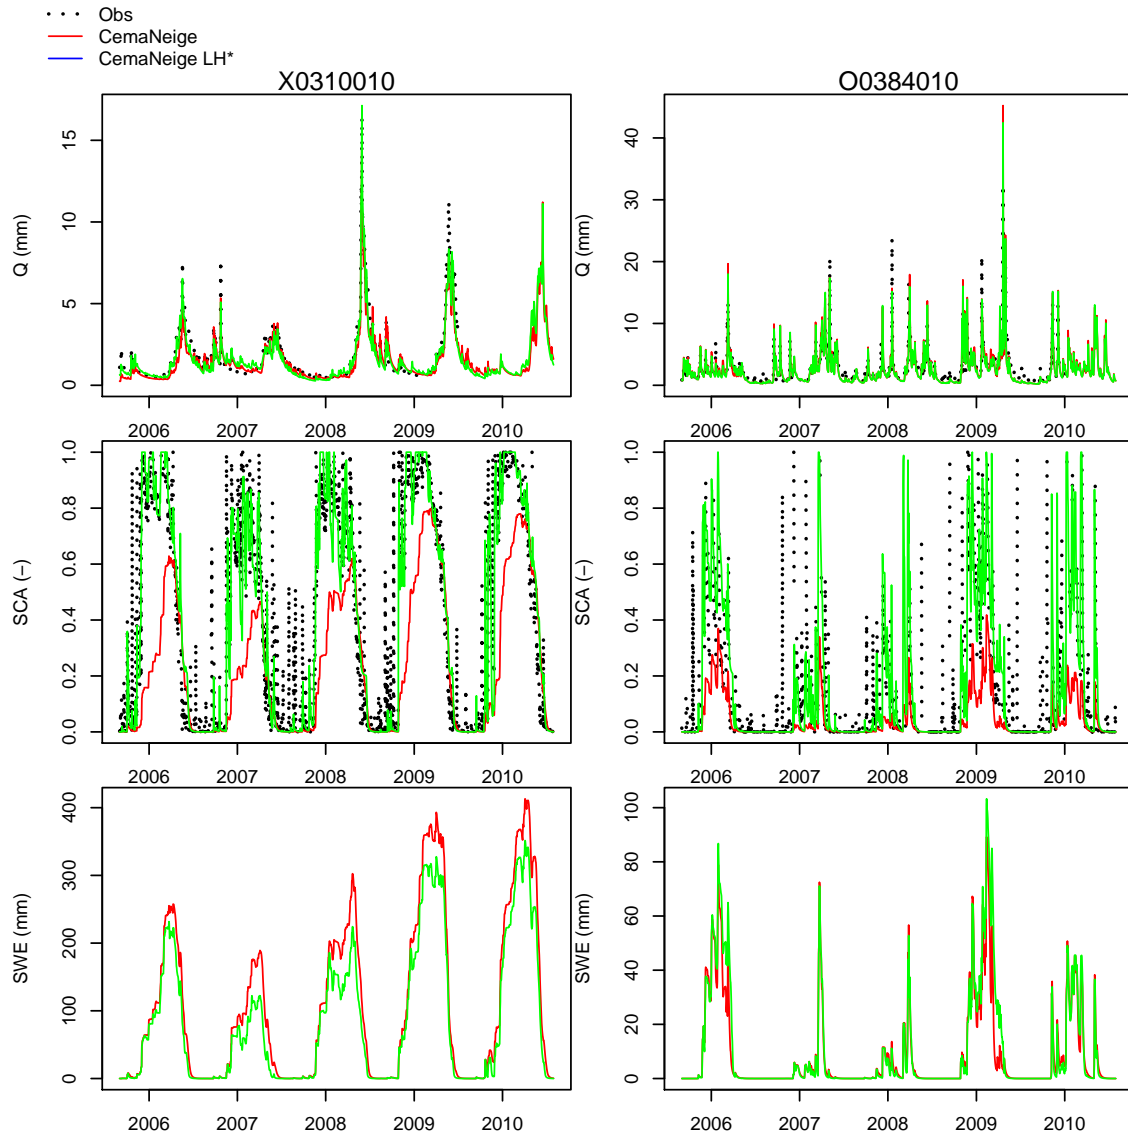 Obs
CemaNeige
CemaNeige LH*
X0310010
O0384010
Q (mm)
0 5 10 15
2006 2007 2008 2009 2010
Q (mm)
0 10 20 30 40
2006 2007 2008 2009 2010
SCA (−)
0.0 0.2 0.4 0.6 0.8 1.0
2006 2007 2008 2009 2010
SCA (−)
0.0 0.2 0.4 0.6 0.8 1.0
2006 2007 2008 2009 2010
SWE (mm)
0 100 200 300 400
2006 2007 2008 2009 2010
SWE (mm)
0 20 40 60 80 100
2006 2007 2008 2009 2010